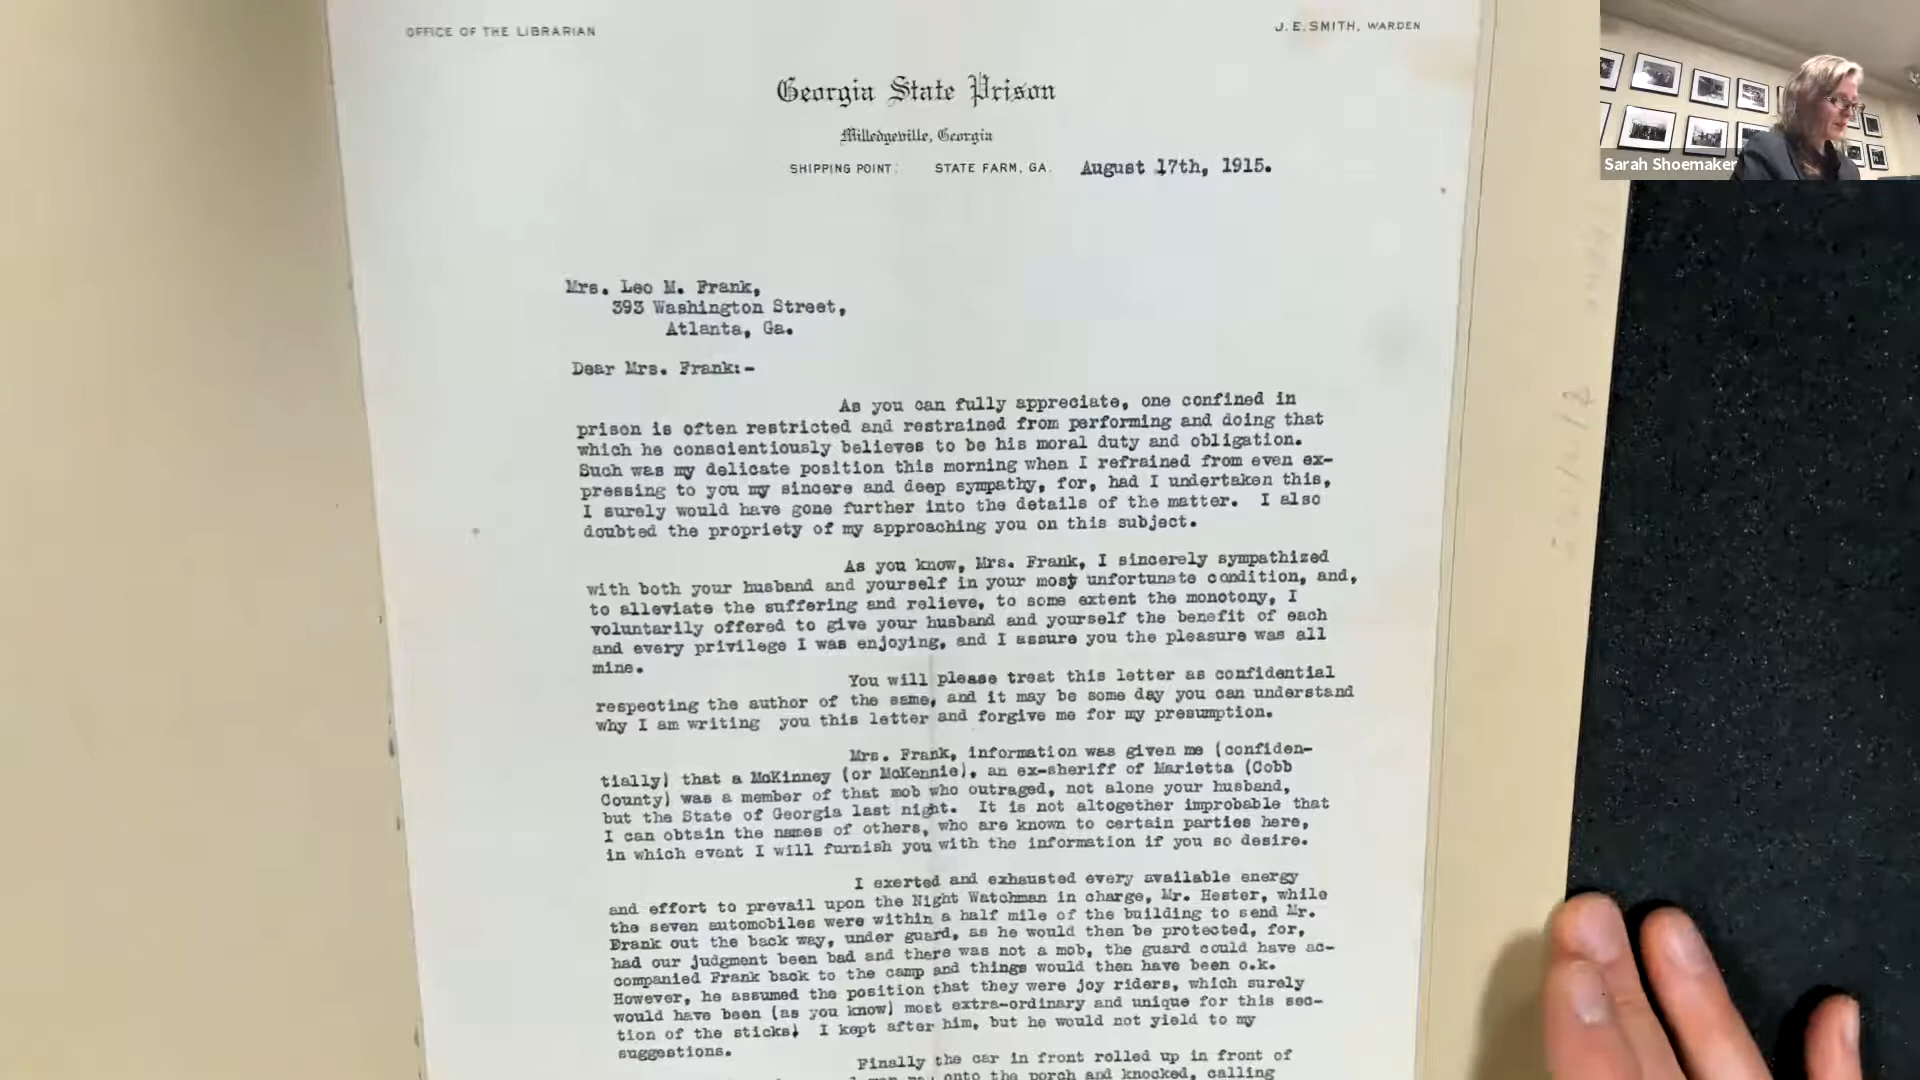 OFFICE OF THE LIBRARIAN
J. E. SMITH, WARDEN
Georgia State Prison
Milledgeville, Georgia
SHIPPING POINT: STATE FARM, GA. August 17th, 1915.
Sarah Shoemaker
Mrs. Leo M. Frank,
393 Washington Street,
Atlanta, Ga.
Dear Mrs. Frank:-
As you can fully appreciate, one confined in
prison is often restricted and restrained from performing and doing that
which he conscientiously believes to be his moral duty and obligation.
Such was my delicate position this morning when I refrained from even ex-
pressing to you my sincere and deep sympathy, for, had I undertaken this,
I surely would have gone further into the details of the matter. I also
doubted the propriety of my approaching you on this subject.
As you know, Mrs. Frank, I sincerely sympathized
with both your husband and yourself in your most unfortunate condition, and,
to alleviate the suffering and relieve, to some extent the monotony, I
voluntarily offered to give your husband and yourself the benefit of each
and every privilege I was enjoying, and I assure you the pleasure was all
mine.
You will please treat this letter as confidential
respecting the author of the same, and it may be some day you can understand
why I am writing you this letter and forgive me for my presumption.
Mrs. Frank, information was given me (confiden-
tially) that a McKinney (or McKennie), an ex-sheriff of Marietta (Cobb
County) was a member of that mob who outraged, not alone your husband,
but the State of Georgia last night. It is not altogether improbable that
I can obtain the names of others, who are known to certain parties here,
in which event I will furnish you with the information if you so desire.
I exerted and exhausted every available energy
and effort to prevail upon the Night Watchman in charge, Mr. Hester, while
the seven automobiles were within a half mile of the building to send Mr.
Brank out the back way, under guard, as he would then be protected, for,
had our judgment been bad and there was not a mob, the guard could have ac-
companied Frank back to the camp and things would then have been o.k.
However, he assumed the position that they were joy riders, which surely
would have been (as you know) most extra-ordinary and unique for this sec-
tion of the sticks. I kept after him, but he would not yield to my
suggestions.
Finally the car in front rolled up in front of
onto the porch and knocked, calling